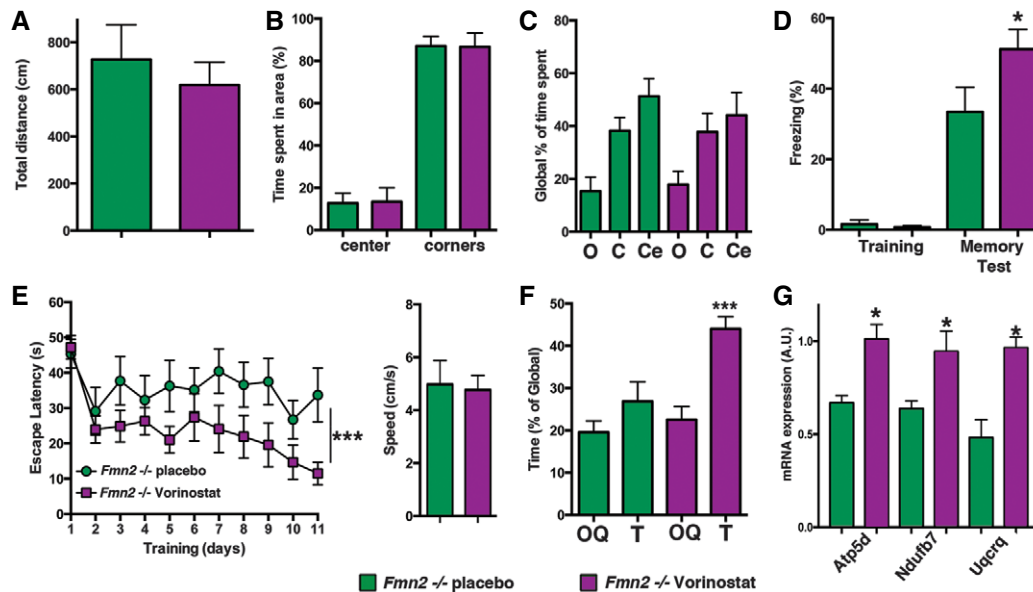 A
Total distance (cm)
800
600
400
200
0
B
Time spent in area (%)
100
80
60
40
20
0
center
corners
C
Global % of time spent
80
60
40
20
0
O C Ce O C Ce
D
Freezing (%)
60
40
20
0
*
Training
Memory
Test
E
Escape Latency (s)
60
50
40
30
20
10
0
***
Fmn2 -/- placebo
Fmn2 -/- Vorinostat
1 2 3 4 5 6 7 8 9 10 11
Training (days)
Speed (cm/s)
8
6
4
2
0
F
Time (% of Global)
50
40
30
20
10
0
***
OQ T OQ T
G
mRNA expression (A.U.)
1.0
0.5
0.0
* * *
Atp5d
Ndufb7
Uqcrq
Fmn2 -/- placebo
Fmn2 -/- Vorinostat